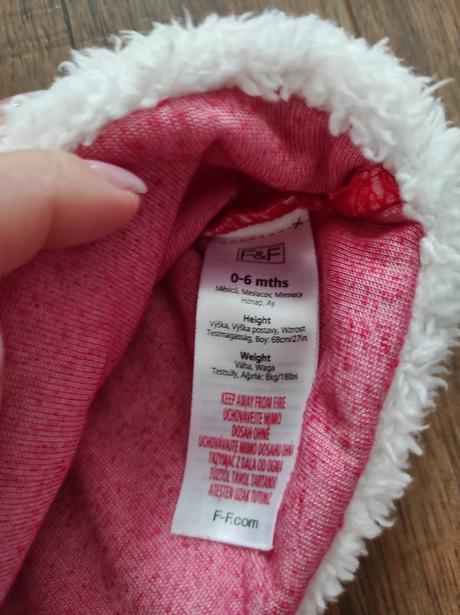 F&F
0-6 mths
Měsíců, Mesiacov, Miesięcy
Hónap, Ay
Height
Výška, Výška postavy, Wzrost
Testmagasság, Boy: 68cm/27in
Weight
Váha, Waga
Testsúly, Ağırlık: 8kg/18lbs
KEEP AWAY FROM FIRE
UCHOVÁVEJTE MIMO
DOSAH OHNĚ
UCHOVÁVAJTE MIMO DOSAHU OHŇA
TRZYMAĆ Z DALA OD OGNIA
TŰZTŐL TÁVOL TARTANDÓ
ATEŞTEN UZAK TUTUNUZ
F-F.com